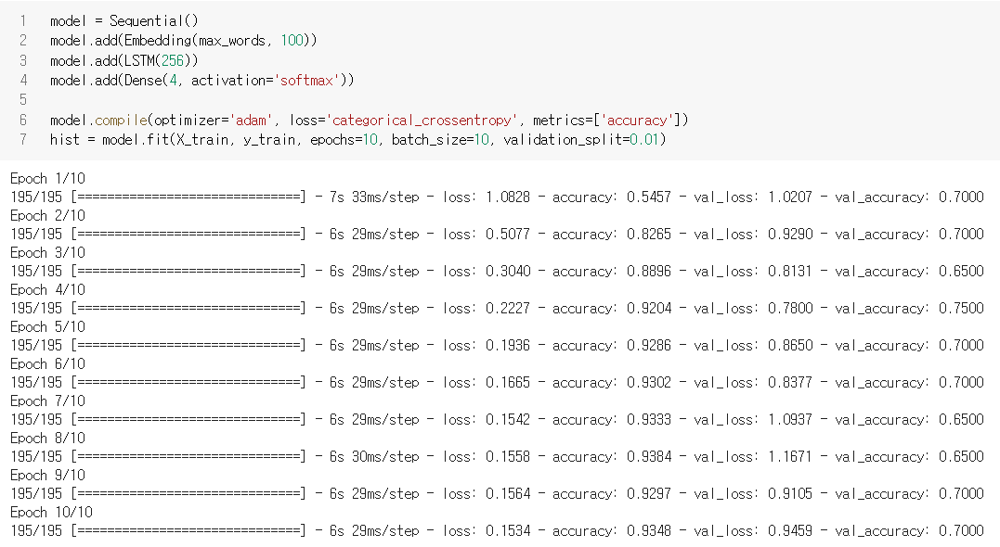 1 model = Sequential()
2 model.add(Embedding(max_words, 100))
3 model.add(LSTM(256))
4 model.add(Dense(4, activation='softmax'))
5
6 model.compile(optimizer='adam', loss='categorical_crossentropy', metrics=['accuracy'])
7 hist = model.fit(X_train, y_train, epochs=10, batch_size=10, validation_split=0.01)
Epoch 1/10
195/195 [==============================] - 7s 33ms/step - loss: 1.0828 - accuracy: 0.5457 - val_loss: 1.0207 - val_accuracy: 0.7000
Epoch 2/10
195/195 [==============================] - 6s 29ms/step - loss: 0.5077 - accuracy: 0.8265 - val_loss: 0.9290 - val_accuracy: 0.7000
Epoch 3/10
195/195 [==============================] - 6s 29ms/step - loss: 0.3040 - accuracy: 0.8896 - val_loss: 0.8131 - val_accuracy: 0.6500
Epoch 4/10
195/195 [==============================] - 6s 29ms/step - loss: 0.2227 - accuracy: 0.9204 - val_loss: 0.7800 - val_accuracy: 0.7500
Epoch 5/10
195/195 [==============================] - 6s 29ms/step - loss: 0.1936 - accuracy: 0.9286 - val_loss: 0.8650 - val_accuracy: 0.7000
Epoch 6/10
195/195 [==============================] - 6s 29ms/step - loss: 0.1665 - accuracy: 0.9302 - val_loss: 0.8377 - val_accuracy: 0.7000
Epoch 7/10
195/195 [==============================] - 6s 29ms/step - loss: 0.1542 - accuracy: 0.9333 - val_loss: 1.0937 - val_accuracy: 0.6500
Epoch 8/10
195/195 [==============================] - 6s 30ms/step - loss: 0.1558 - accuracy: 0.9384 - val_loss: 1.1671 - val_accuracy: 0.6500
Epoch 9/10
195/195 [==============================] - 6s 29ms/step - loss: 0.1564 - accuracy: 0.9297 - val_loss: 0.9105 - val_accuracy: 0.7000
Epoch 10/10
195/195 [==============================] - 6s 29ms/step - loss: 0.1534 - accuracy: 0.9348 - val_loss: 0.9459 - val_accuracy: 0.7000